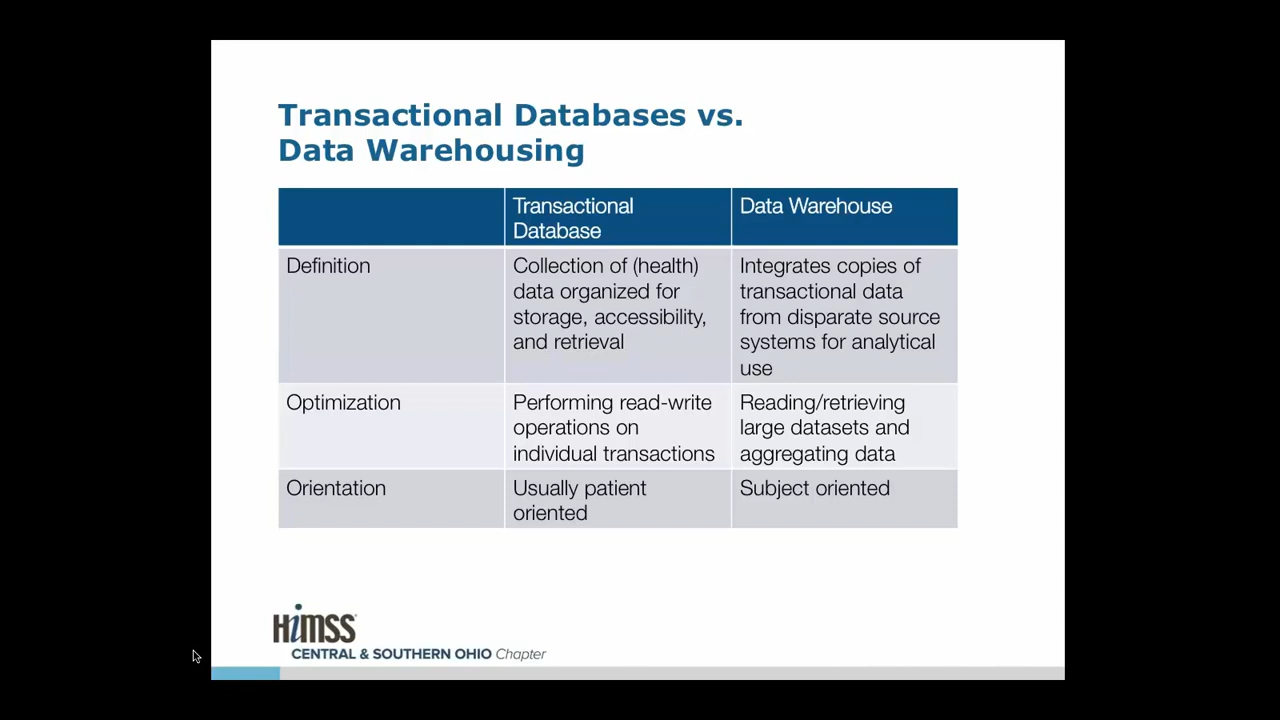 Transactional Databases vs.
Data Warehousing
Transactional
Database
Data Warehouse
Definition
Collection of (health)
data organized for
storage, accessibility,
and retrieval
Integrates copies of
transactional data
from disparate source
systems for analytical
use
Optimization
Performing read-write
operations on
individual transactions
Reading/retrieving
large datasets and
aggregating data
Orientation
Usually patient
oriented
Subject oriented
HiMSS
CENTRAL & SOUTHERN OHIO Chapter